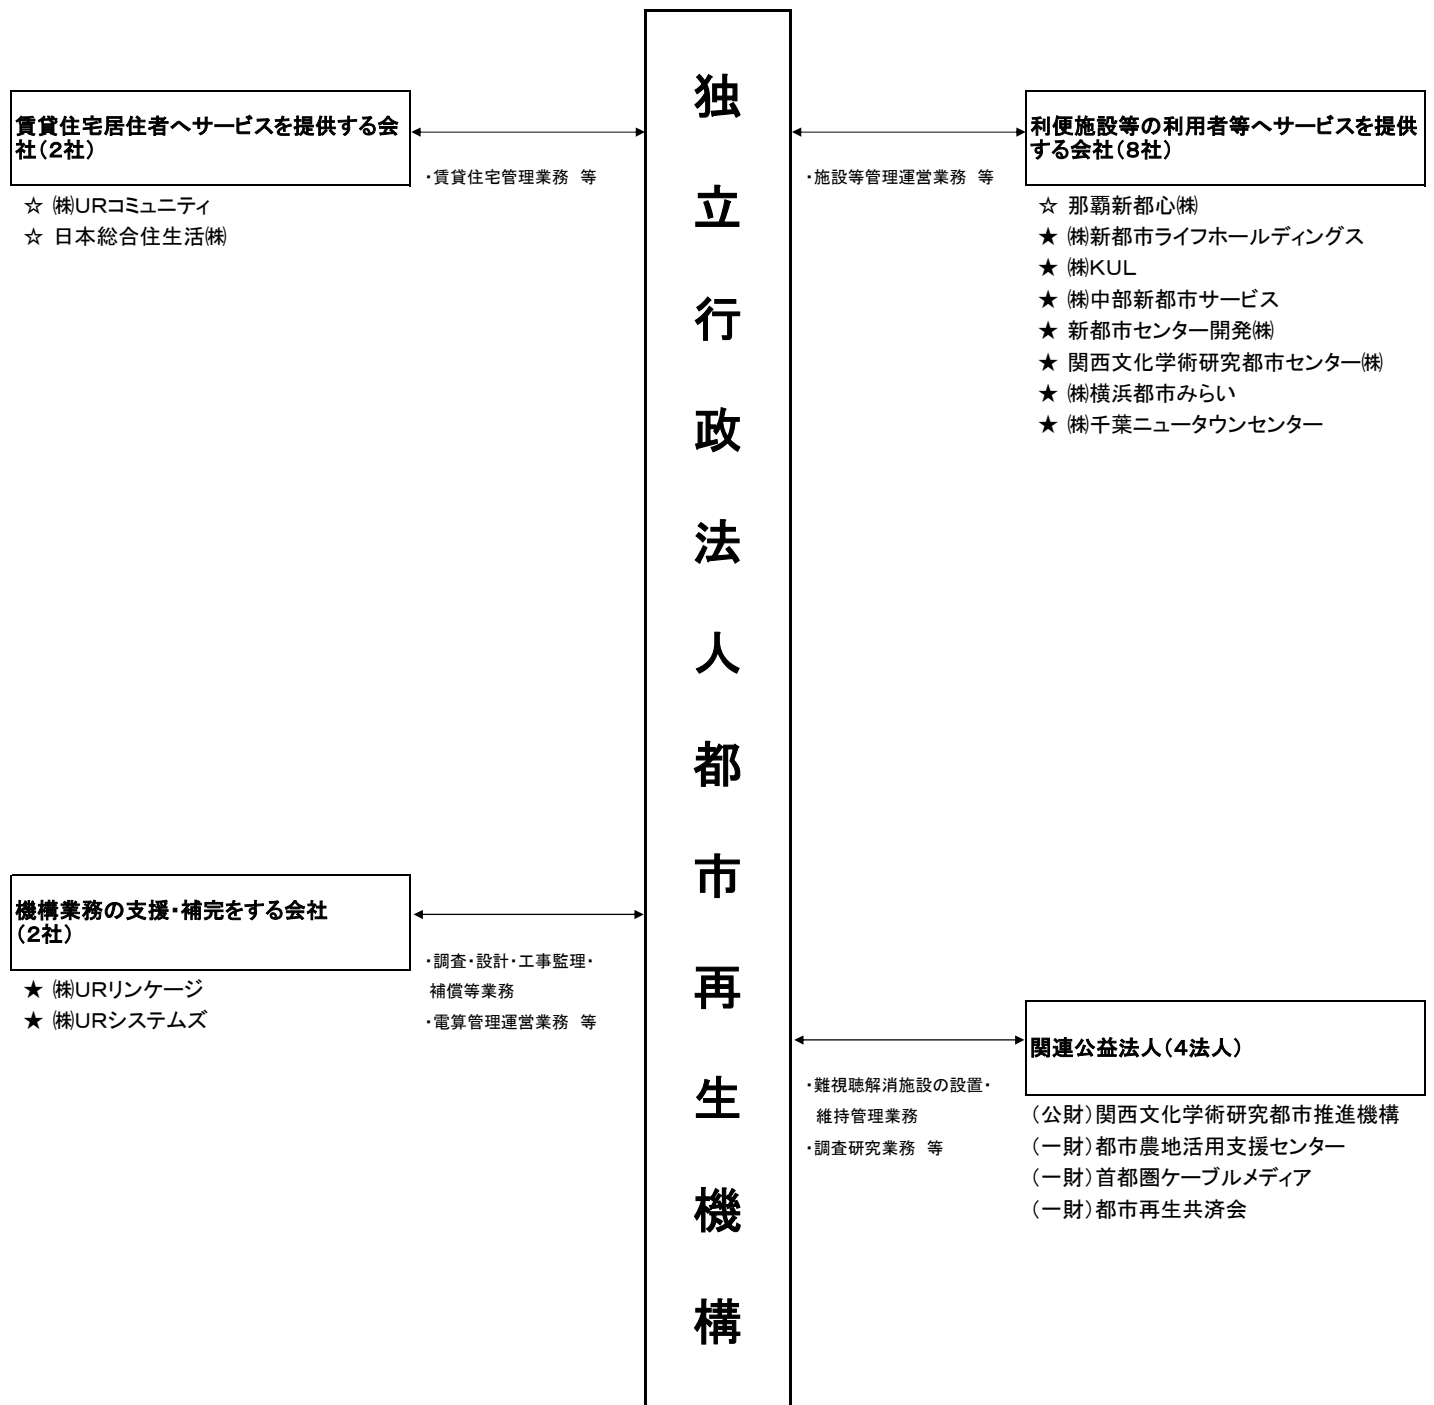 独立行政法人都市再生機構
賃貸住宅居住者へサービスを提供する会
社(2社)
・賃貸住宅管理業務 等
☆ ㈱URコミュニティ
☆ 日本総合住生活㈱
利便施設等の利用者等へサービスを提供
する会社(8社)
・施設等管理運営業務 等
☆ 那覇新都心㈱
★ ㈱新都市ライフホールディングス
★ ㈱KUL
★ ㈱中部新都市サービス
★ 新都市センター開発㈱
★ 関西文化学術研究都市センター㈱
★ ㈱横浜都市みらい
★ ㈱千葉ニュータウンセンター
機構業務の支援・補完をする会社
(2社)
・調査・設計・工事監理・
補償等業務
・電算管理運営業務 等
★ ㈱URリンケージ
★ ㈱URシステムズ
関連公益法人(4法人)
・難視聴解消施設の設置・
維持管理業務
・調査研究業務 等
(公財)関西文化学術研究都市推進機構
(一財)都市農地活用支援センター
(一財)首都圏ケーブルメディア
(一財)都市再生共済会